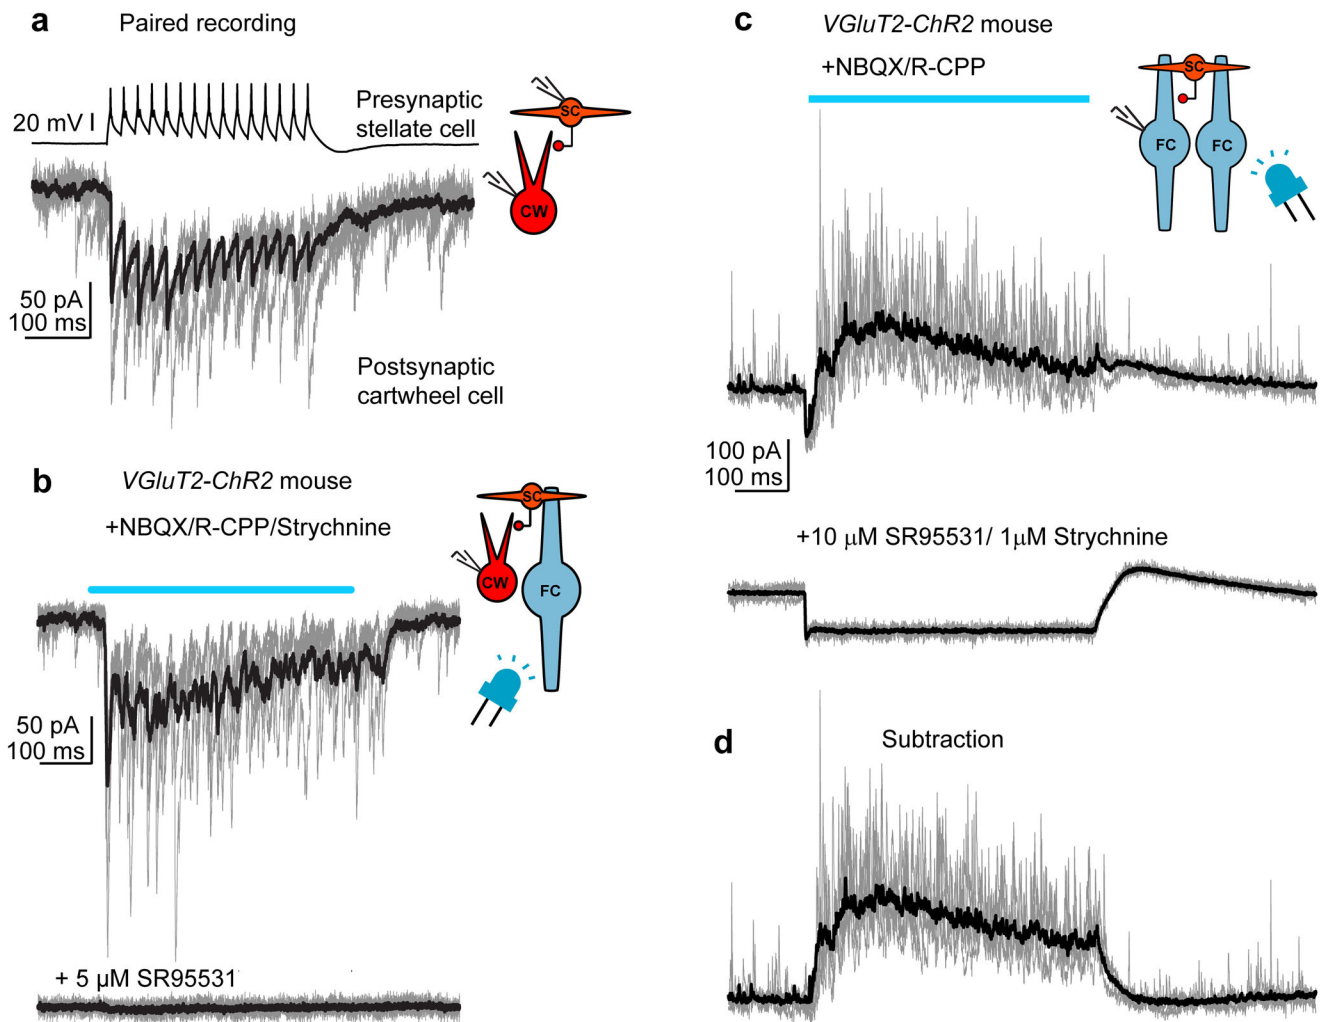 a
Paired recording
20 mV
Presynaptic
stellate cell
SC
CW
50 pA
100 ms
Postsynaptic
cartwheel cell
b
VGluT2-ChR2 mouse
+NBQX/R-CPP/Strychnine
SC
CW
FC
50 pA
100 ms
+ 5 µM SR95531
c
VGluT2-ChR2 mouse
+NBQX/R-CPP
SC
FC
FC
100 pA
100 ms
+10 µM SR95531/ 1µM Strychnine
d
Subtraction